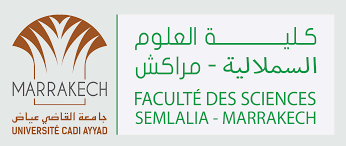 MARRAKECH
جامعة القاضي عياض
UNIVERSITÉ CADI AYYAD
كلية العلوم
السملالية - مراكش
FACULTÉ DES SCIENCES
SEMLALIA - MARRAKECH